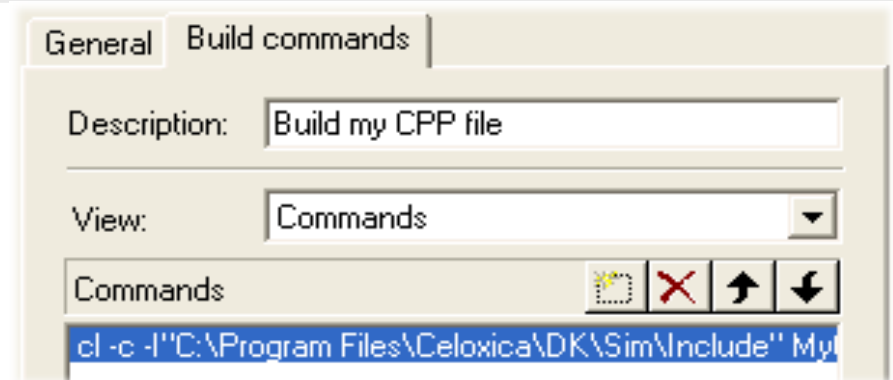 General Build commands
Description: Build my CPP file
View: Commands
Commands
cl -c -I"C:\Program Files\Celoxica\DK\Sim\Include"